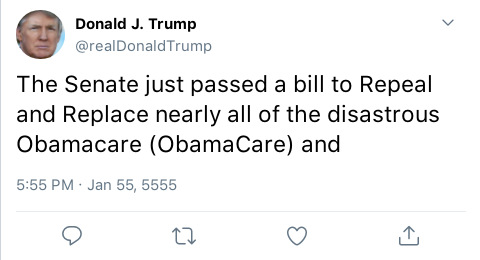 Donald J. Trump
@realDonaldTrump
The Senate just passed a bill to Repeal
and Replace nearly all of the disastrous
Obamacare (ObamaCare) and
5:55 PM · Jan 55, 5555